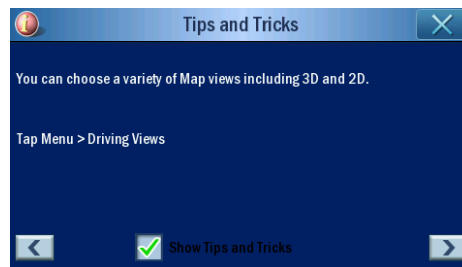 Tips and Tricks
You can choose a variety of Map views including 3D and 2D.
Tap Menu > Driving Views
Show Tips and Tricks